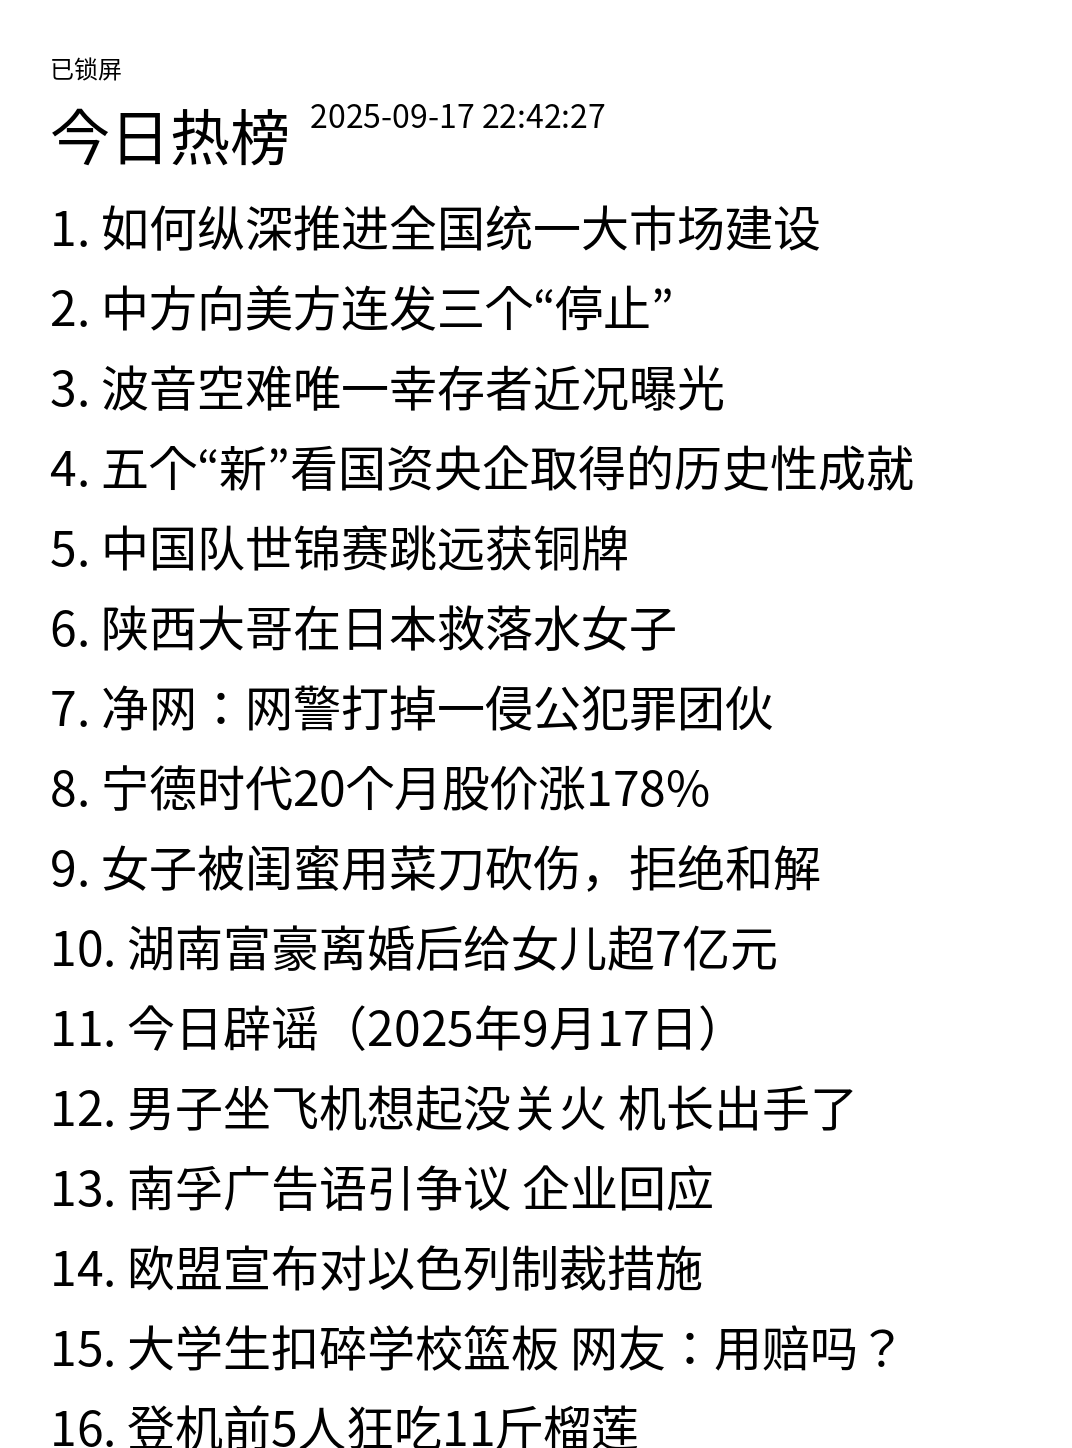 已锁屏
今日热榜 2025-09-17 22:42:27
1. 如何纵深推进全国统一大市场建设
2. 中方向美方连发三个“停止”
3. 波音空难唯一幸存者近况曝光
4. 五个“新”看国资央企取得的历史性成就
5. 中国队世锦赛跳远获铜牌
6. 陕西大哥在日本救落水女子
7. 净网：网警打掉一侵公犯罪团伙
8. 宁德时代20个月股价涨178%
9. 女子被闺蜜用菜刀砍伤，拒绝和解
10. 湖南富豪离婚后给女儿超7亿元
11. 今日辟谣（2025年9月17日）
12. 男子坐飞机想起没关火 机长出手了
13. 南孚广告语引争议 企业回应
14. 欧盟宣布对以色列制裁措施
15. 大学生扣碎学校篮板 网友：用赔吗？
16. 登机前5人狂吃11斤榴莲